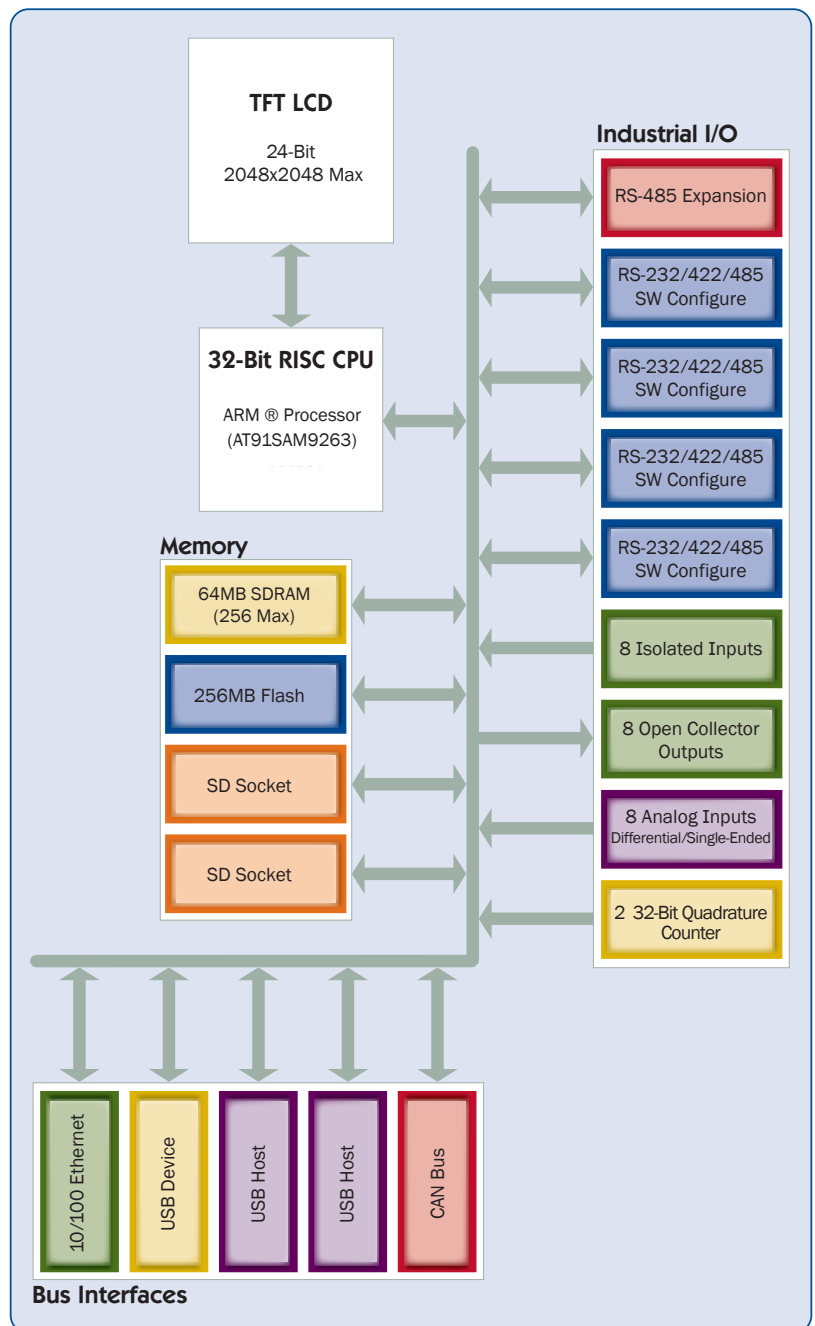 TFT LCD
24-Bit
2048x2048 Max
32-Bit RISC CPU
ARM ® Processor
(AT91SAM9263)
Memory
64MB SDRAM
(256 Max)
256MB Flash
SD Socket
SD Socket
Industrial I/O
RS-485 Expansion
RS-232/422/485
SW Configure
RS-232/422/485
SW Configure
RS-232/422/485
SW Configure
RS-232/422/485
SW Configure
8 Isolated Inputs
8 Open Collector
Outputs
8 Analog Inputs
Differential/Single-Ended
2 32-Bit Quadrature
Counter
10/100 Ethernet
USB Device
USB Host
USB Host
CAN Bus
Bus Interfaces